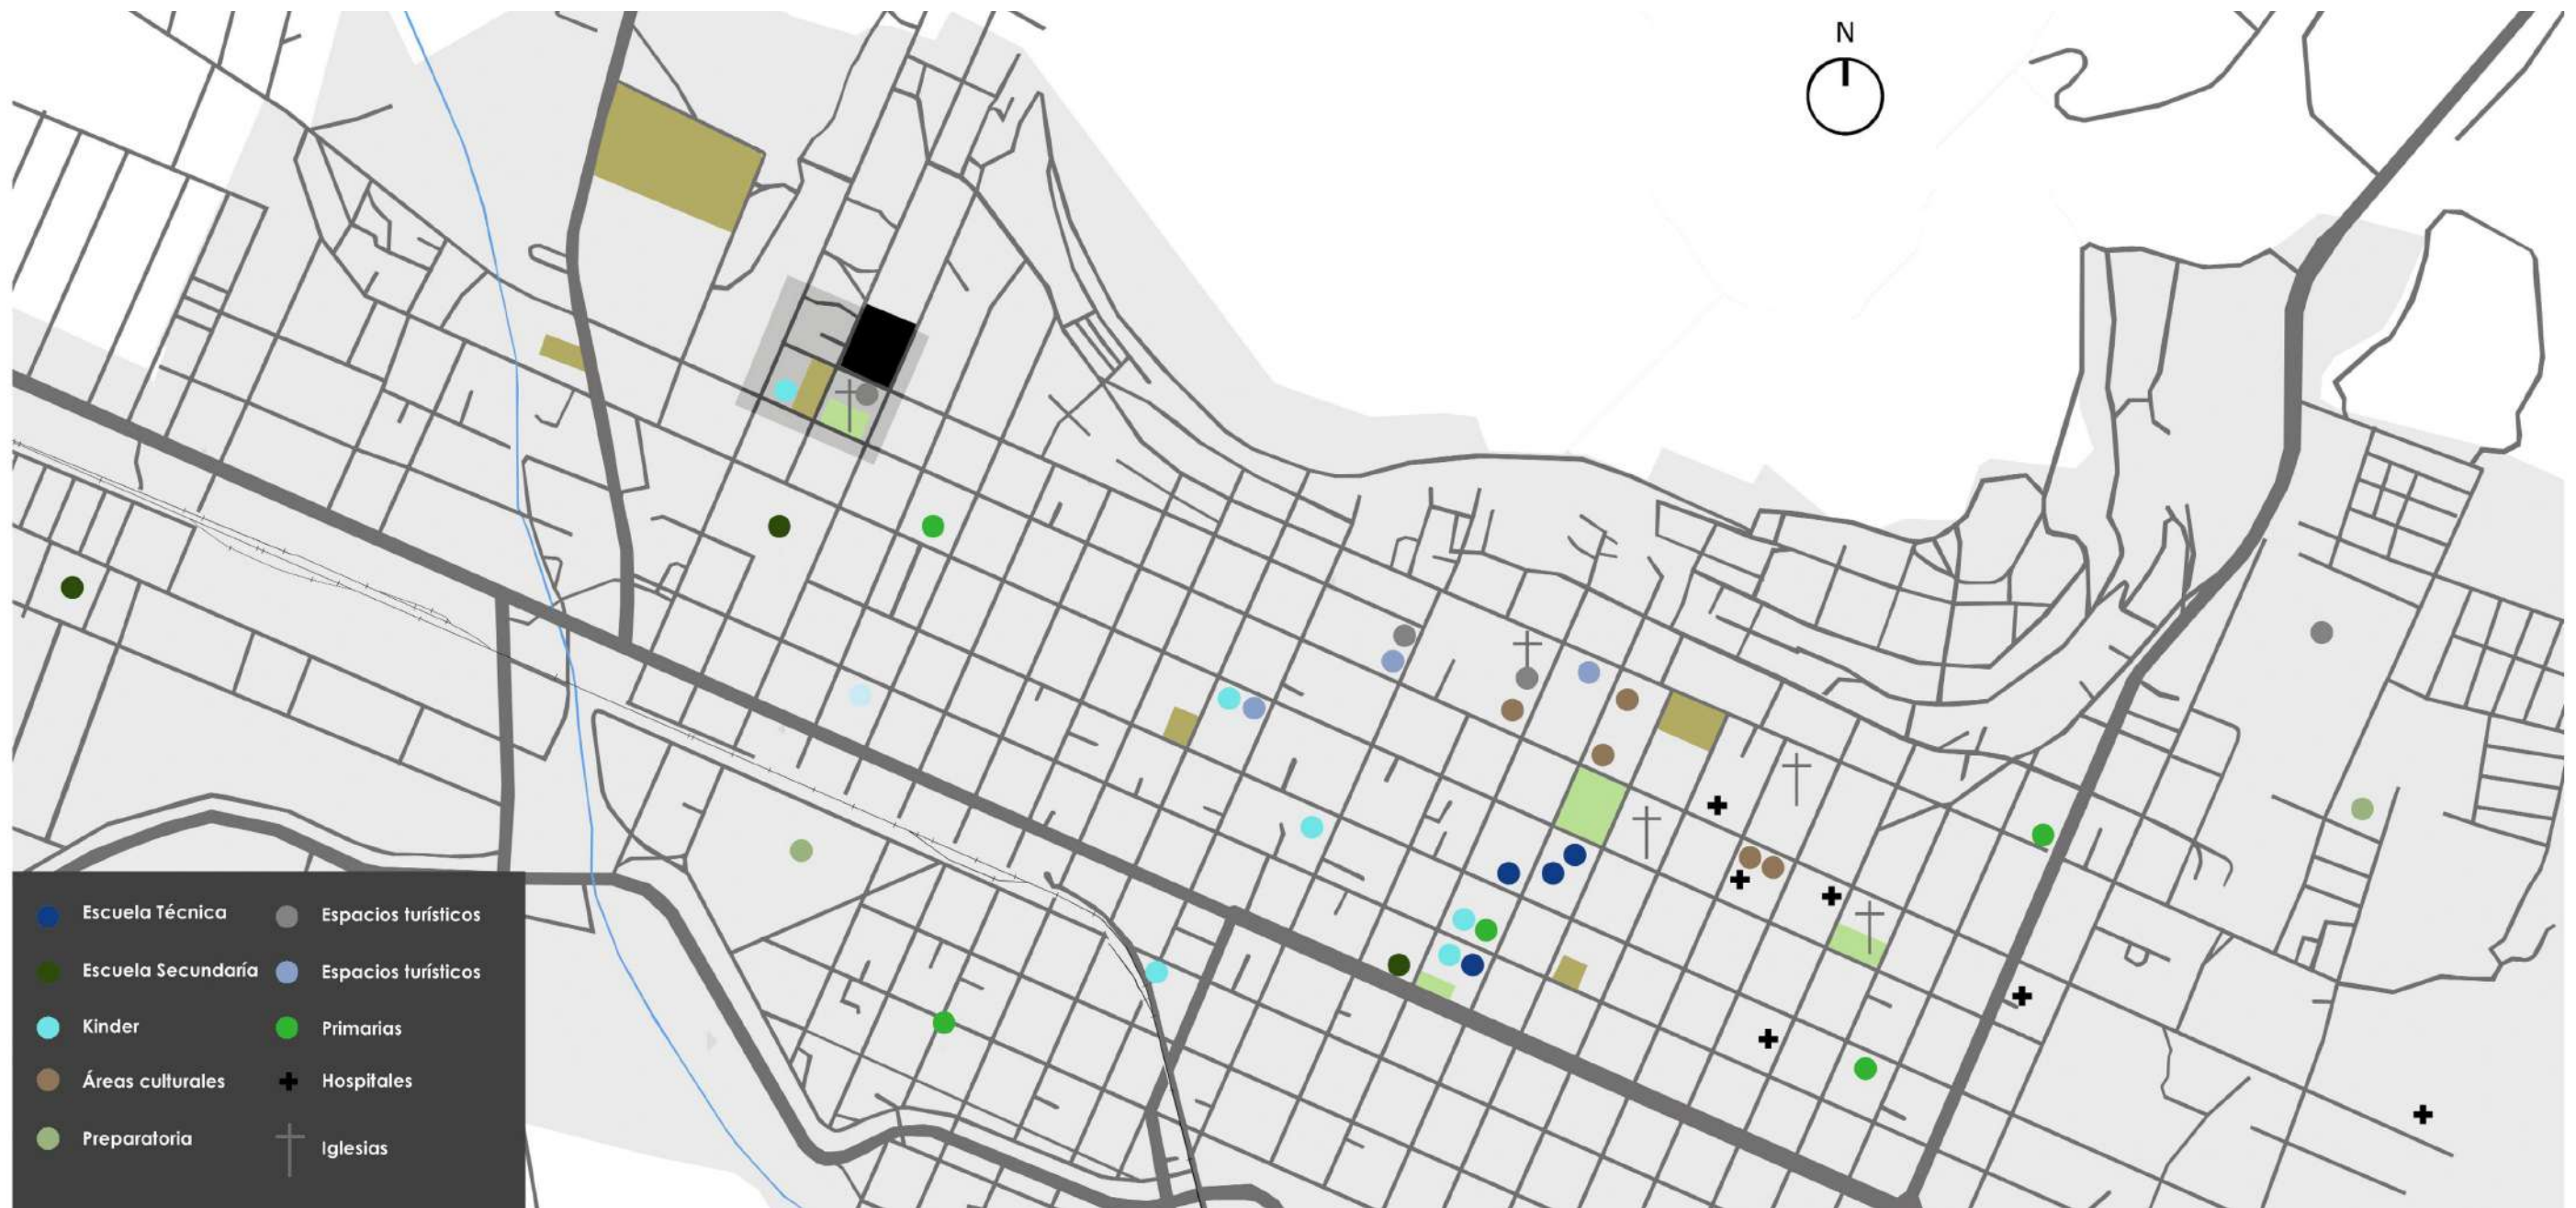 N
Escuela Técnica
Espacios turísticos
Escuela Secundaría
Espacios turísticos
Kinder
Primarias
Áreas culturales
Hospitales
Preparatoria
Iglesias